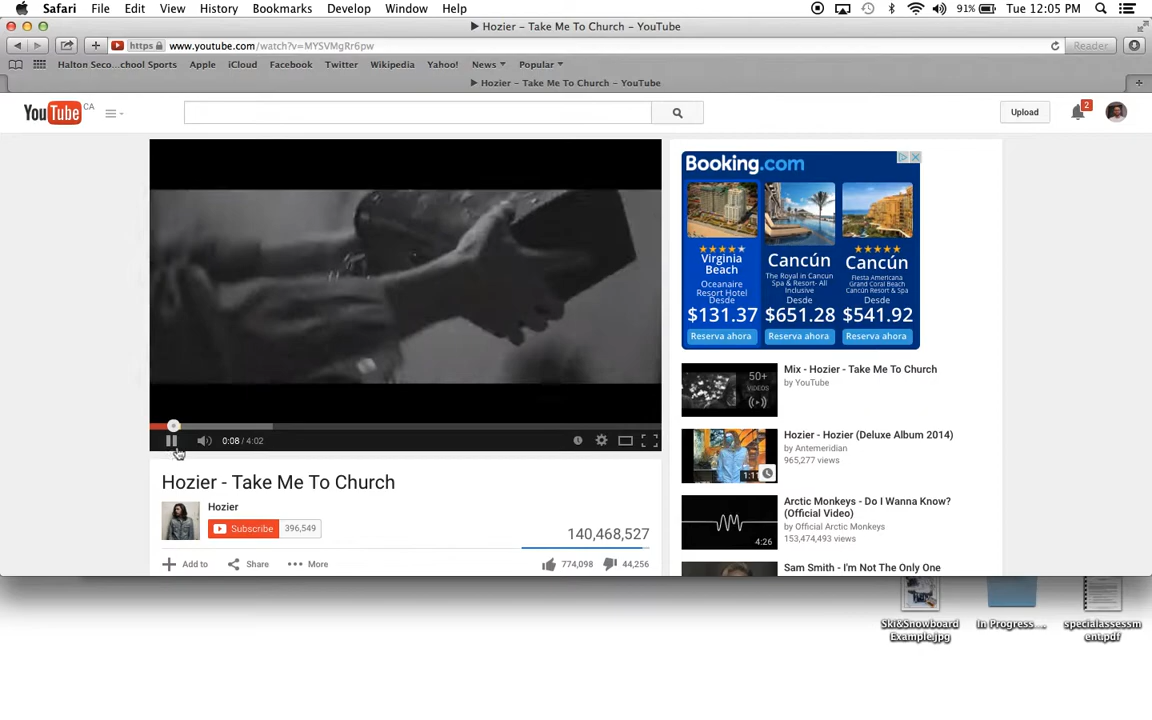 Safari File Edit View History Bookmarks Develop Window Help 91% Tue 12:05 PM
Hozier – Take Me To Church – YouTube
https www.youtube.com/watch?v=MYSVMgRr6pw Reader
Halton Seco...chool Sports Apple iCloud Facebook Twitter Wikipedia Yahoo! News Popular
Hozier – Take Me To Church – YouTube
YouTube CA Upload 2
Booking.com
Virginia Beach
Oceanaire Resort Hotel
Desde
$131.37
Reserva ahora
Cancún
The Royal in Cancun Spa & Resort- All Inclusive
Desde
$651.28
Reserva ahora
Cancún
Fiesta Americana Grand Coral Beach Cancún Resort & Spa
Desde
$541.92
Reserva ahora
0:08 / 4:02
Hozier - Take Me To Church
Hozier
Subscribe 396,549
140,468,527
Add to Share More 774,098 44,256
50+
VIDEOS
Mix - Hozier - Take Me To Church
by YouTube
Hozier - Hozier (Deluxe Album 2014)
by Antemeridian
965,277 views
Arctic Monkeys - Do I Wanna Know?
(Official Video)
by Official Arctic Monkeys
153,474,493 views
4:26
Sam Smith - I'm Not The Only One
Ski&Snowboard
Example.jpg
In Progress...
specialassessm
ent.pdf